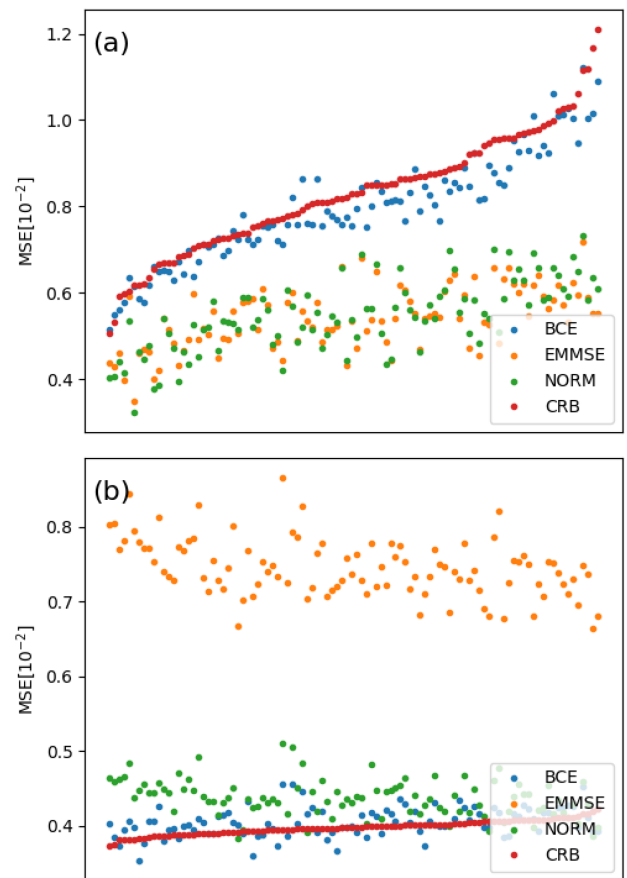 (a)
1.2
1.0
0.8
0.6
0.4
MSE[10⁻²]
BCE
EMMSE
NORM
CRB
(b)
0.8
0.7
0.6
0.5
0.4
MSE[10⁻²]
BCE
EMMSE
NORM
CRB